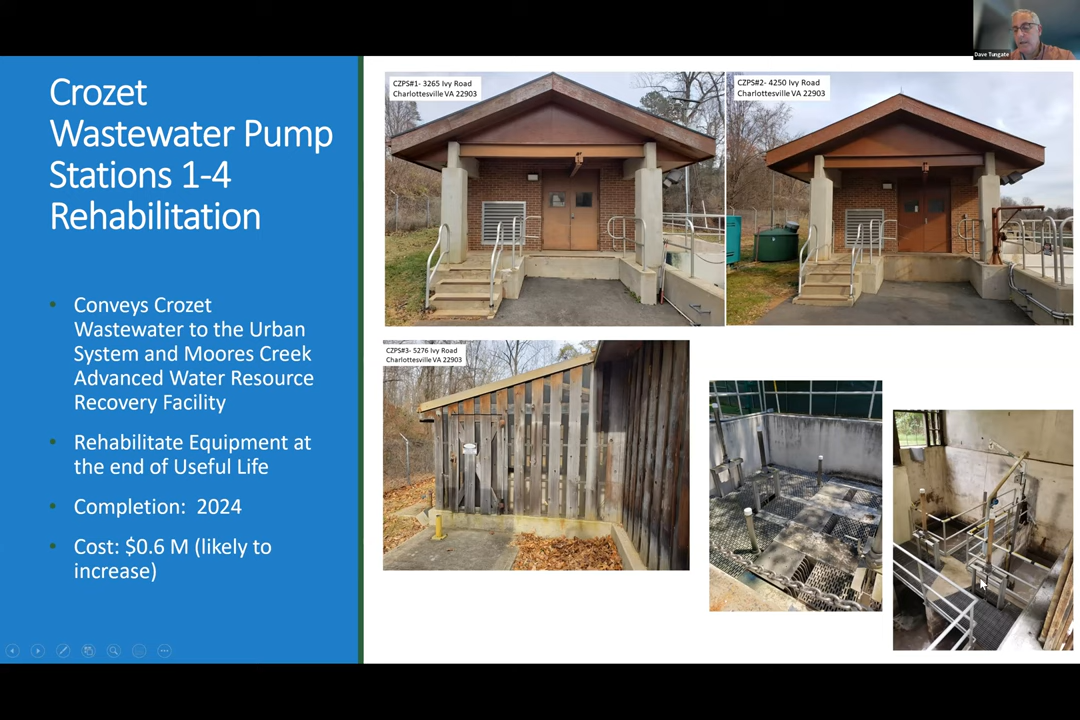 Dave Tungate
Crozet
Wastewater Pump
Stations 1-4
Rehabilitation
• Conveys Crozet
Wastewater to the Urban
System and Moores Creek
Advanced Water Resource
Recovery Facility
• Rehabilitate Equipment at
the end of Useful Life
• Completion: 2024
• Cost: $0.6 M (likely to
increase)
CZPS#1- 3265 Ivy Road
Charlottesville VA 22903
CZPS#2- 4250 Ivy Road
Charlottesville VA 22903
CZPS#3- 5276 Ivy Road
Charlottesville VA 22903